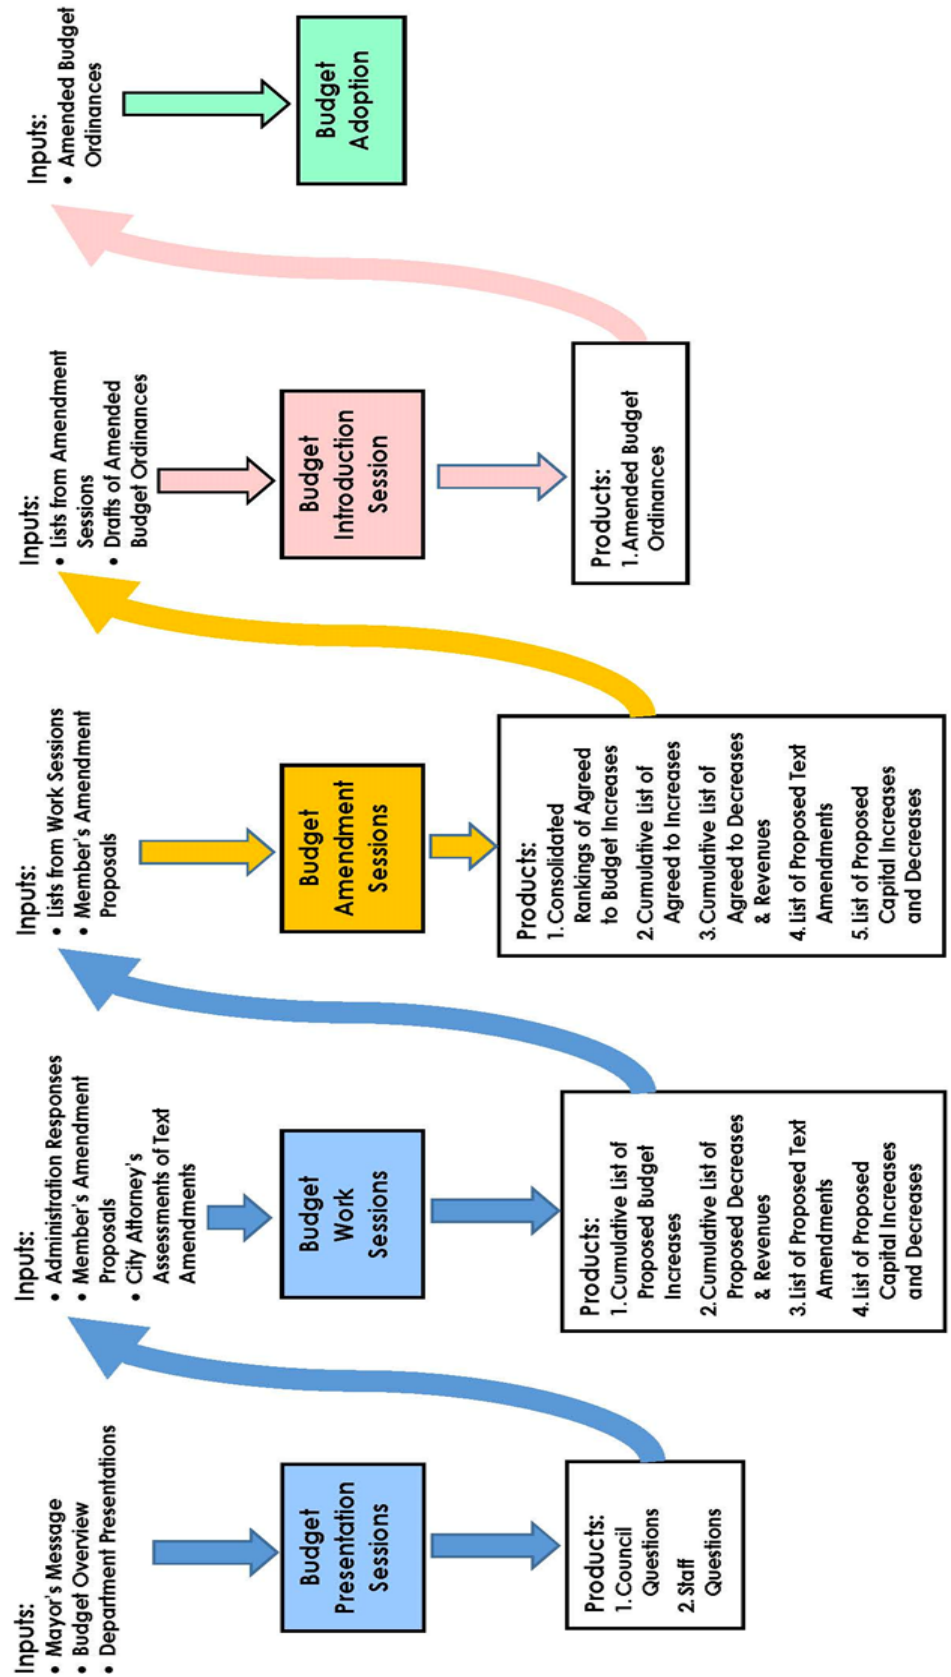 Inputs:
• Mayor's Message
• Budget Overview
• Department Presentations
Budget
Presentation
Sessions
Products:
1.Council
Questions
2.Staff
Questions
Inputs:
• Administration Responses
• Member's Amendment
Proposals
• City Attorney's
Assessments of Text
Amendments
Budget
Work
Sessions
Products:
1.Cumulative List of
Proposed Budget
Increases
2.Cumulative List of
Proposed Decreases
& Revenues
3.List of Proposed Text
Amendments
4.List of Proposed
Capital Increases
and Decreases
Inputs:
• Lists from Work Sessions
• Member's Amendment
Proposals
Budget
Amendment
Sessions
Products:
1.Consolidated
Rankings of Agreed
to Budget Increases
2.Cumulative List of
Agreed to Increases
3.Cumulative List of
Agreed to Decreases
& Revenues
4.List of Proposed Text
Amendments
5.List of Proposed
Capital Increases
and Decreases
Inputs:
• Lists from Amendment
Sessions
• Drafts of Amended
Budget Ordinances
Budget
Introduction
Session
Products:
1.Amended Budget
Ordinances
Inputs:
• Amended Budget
Ordinances
Budget
Adoption